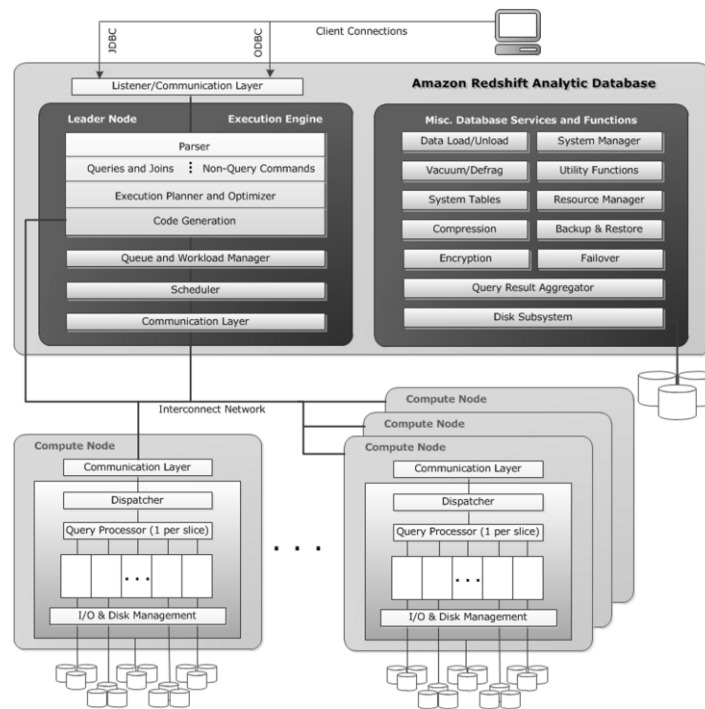 Client Connections
JDBC
ODBC
Listener/Communication Layer
Amazon Redshift Analytic Database
Leader Node
Execution Engine
Parser
Queries and Joins
Non-Query Commands
Execution Planner and Optimizer
Code Generation
Queue and Workload Manager
Scheduler
Communication Layer
Misc. Database Services and Functions
Data Load/Unload
System Manager
Vacuum/Defrag
Utility Functions
System Tables
Resource Manager
Compression
Backup & Restore
Encryption
Failover
Query Result Aggregator
Disk Subsystem
Interconnect Network
Compute Node
Communication Layer
Dispatcher
Query Processor (1 per slice)
...
I/O & Disk Management
. . .
Compute Node
Compute Node
Compute Node
Communication Layer
Dispatcher
Query Processor (1 per slice)
...
I/O & Disk Management